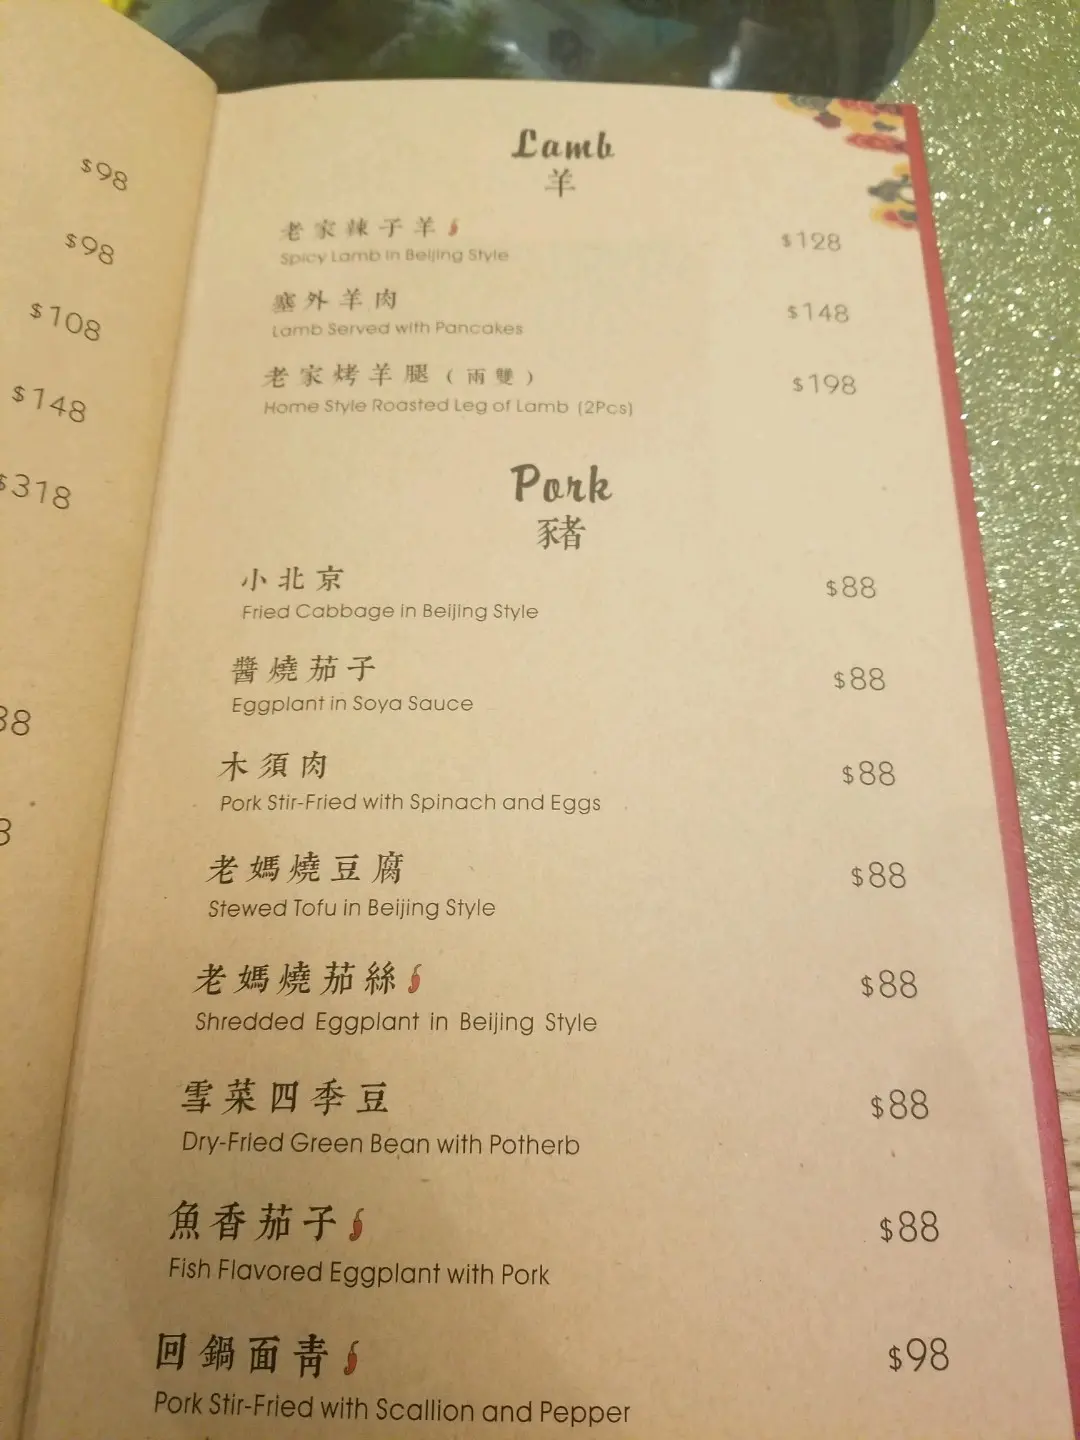 $98
$98
$108
$148
$318
Lamb
羊
老家辣子羊 $128
Spicy Lamb in Beijing Style
塞外羊肉 $148
Lamb Served with Pancakes
老家烤羊腿（兩雙） $198
Home Style Roasted Leg of Lamb (2Pcs)
Pork
豬
小北京 $88
Fried Cabbage in Beijing Style
醬燒茄子 $88
Eggplant in Soya Sauce
木須肉 $88
Pork Stir-Fried with Spinach and Eggs
老媽燒豆腐 $88
Stewed Tofu in Beijing Style
老媽燒茄絲 $88
Shredded Eggplant in Beijing Style
雪菜四季豆 $88
Dry-Fried Green Bean with Potherb
魚香茄子 $88
Fish Flavored Eggplant with Pork
回鍋面青 $98
Pork Stir-Fried with Scallion and Pepper